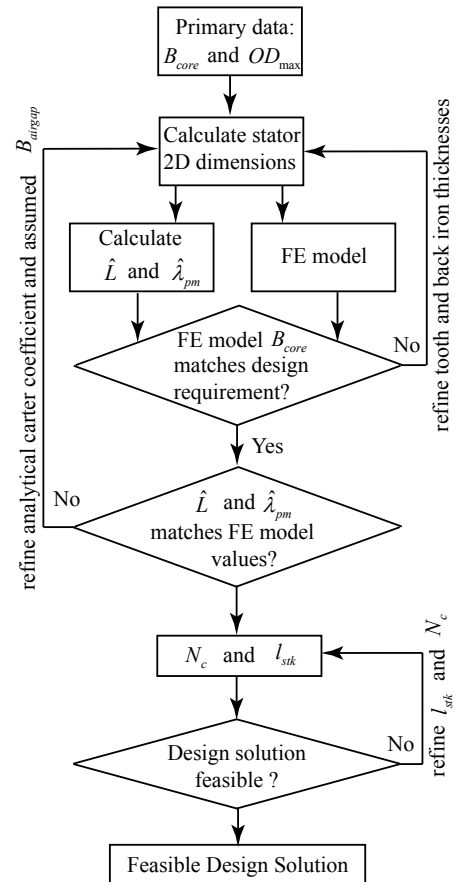 Primary data:
B_core and OD_max
Calculate stator
2D dimensions
Calculate
L̂ and λ̂_pm
FE model
FE model B_core
matches design
requirement?
No
refine tooth and back iron thicknesses
Yes
L̂ and λ̂_pm
matches FE model
values?
No
refine analytical carter coefficient and assumed B_airgap
N_c and l_stk
Design solution
feasible ?
No
refine l_stk and N_c
Feasible Design Solution